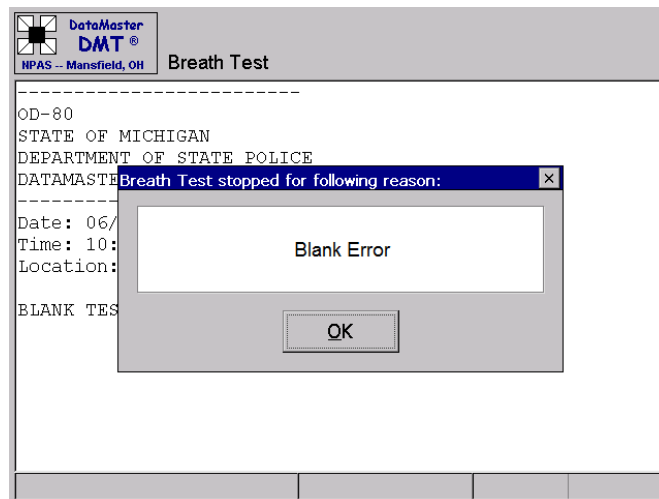 DataMaster
DMT ®
NPAS -- Mansfield, OH
Breath Test
-------------------------
OD-80
STATE OF MICHIGAN
DEPARTMENT OF STATE POLICE
DATAMASTE
Breath Test stopped for following reason:
Date: 06/
Time: 10:
Location:
Blank Error
BLANK TES
OK